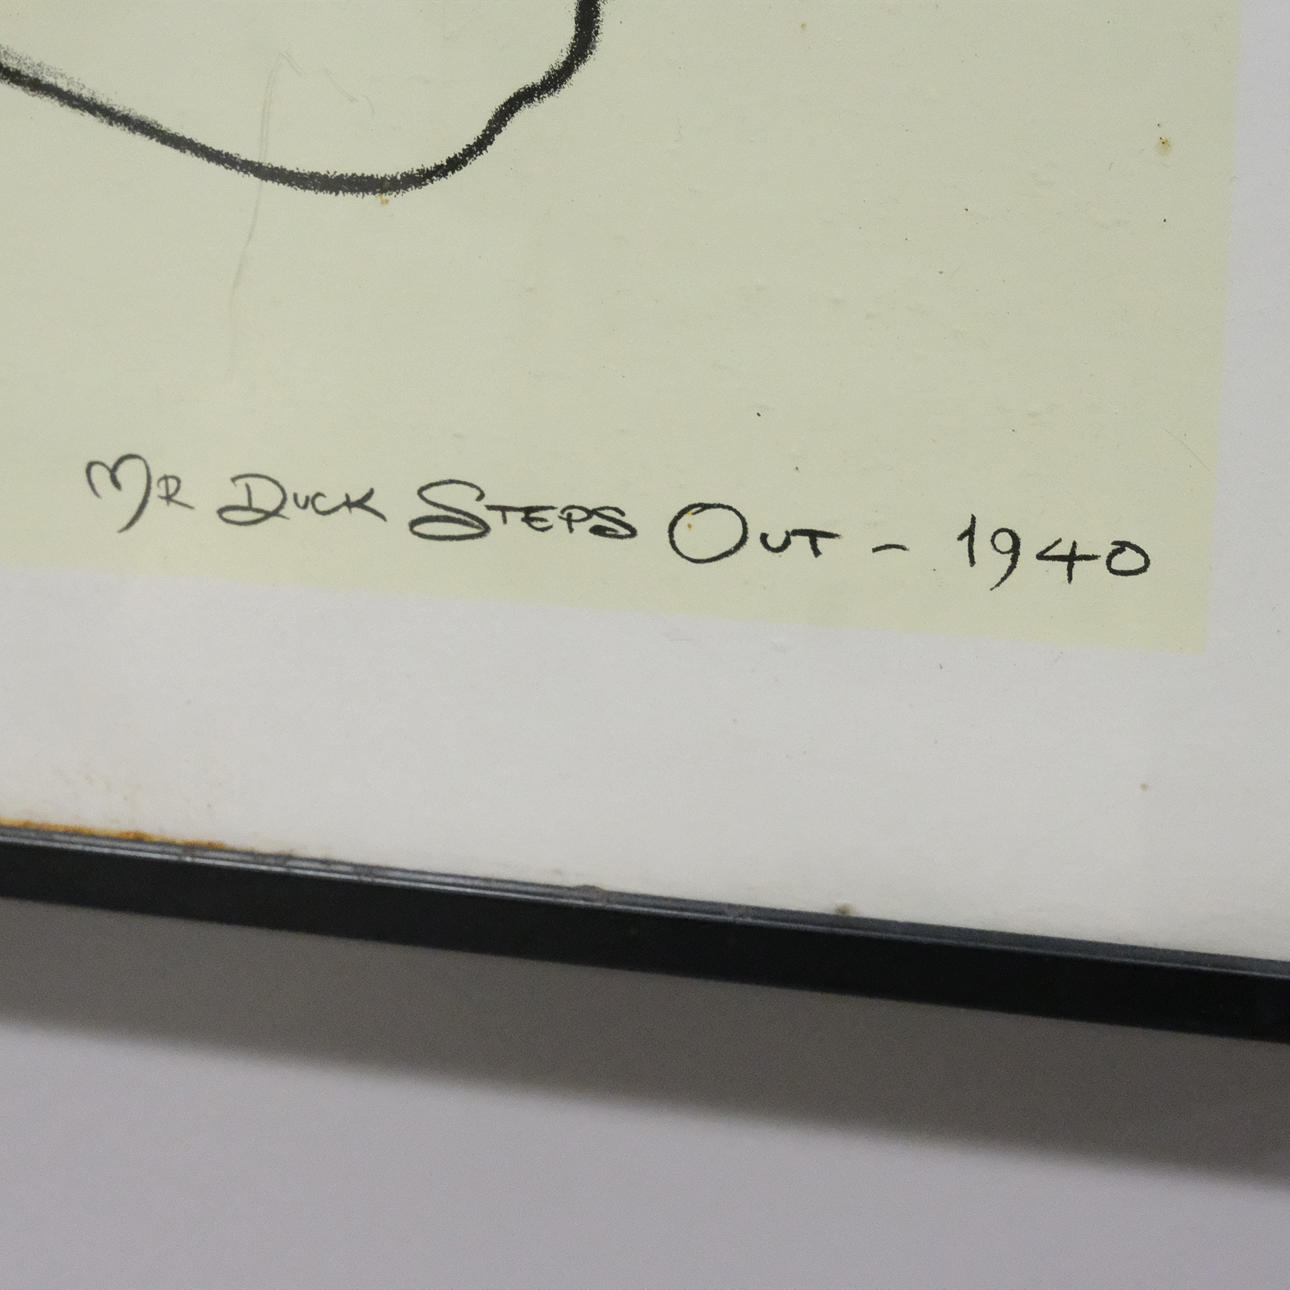 MR DUCK STEPS OUT - 1940